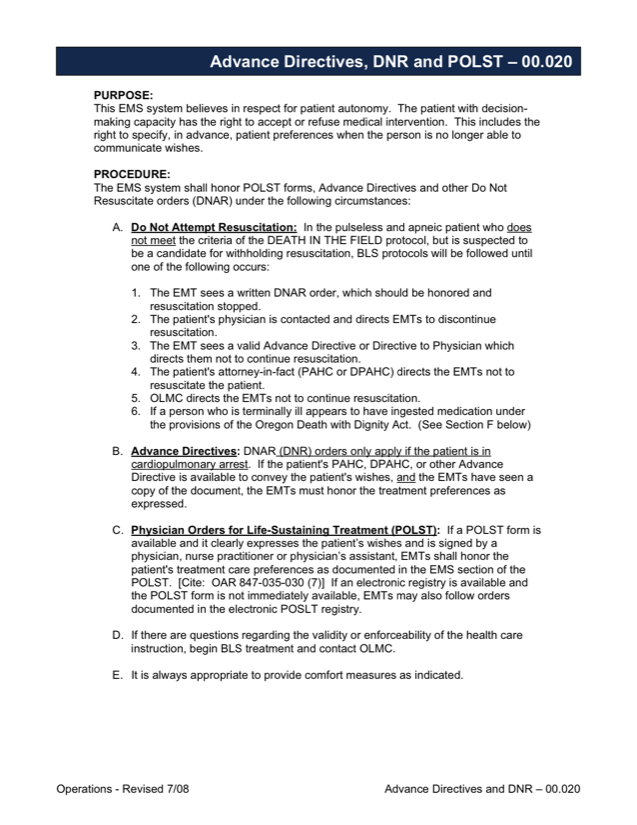 Advance Directives, DNR and POLST – 00.020
PURPOSE:
This EMS system believes in respect for patient autonomy.  The patient with decision-
making capacity has the right to accept or refuse medical intervention.  This includes the
right to specify, in advance, patient preferences when the person is no longer able to
communicate wishes.
PROCEDURE:
The EMS system shall honor POLST forms, Advance Directives and other Do Not
Resuscitate orders (DNAR) under the following circumstances:
A. Do Not Attempt Resuscitation:  In the pulseless and apneic patient who does
not meet the criteria of the DEATH IN THE FIELD protocol, but is suspected to
be a candidate for withholding resuscitation, BLS protocols will be followed until
one of the following occurs:
1. The EMT sees a written DNAR order, which should be honored and
resuscitation stopped.
2. The patient's physician is contacted and directs EMTs to discontinue
resuscitation.
3. The EMT sees a valid Advance Directive or Directive to Physician which
directs them not to continue resuscitation.
4. The patient's attorney-in-fact (PAHC or DPAHC) directs the EMTs not to
resuscitate the patient.
5. OLMC directs the EMTs not to continue resuscitation.
6. If a person who is terminally ill appears to have ingested medication under
the provisions of the Oregon Death with Dignity Act.  (See Section F below)
B. Advance Directives: DNAR (DNR) orders only apply if the patient is in
cardiopulmonary arrest.  If the patient's PAHC, DPAHC, or other Advance
Directive is available to convey the patient's wishes, and the EMTs have seen a
copy of the document, the EMTs must honor the treatment preferences as
expressed.
C. Physician Orders for Life-Sustaining Treatment (POLST):  If a POLST form is
available and it clearly expresses the patient's wishes and is signed by a
physician, nurse practitioner or physician's assistant, EMTs shall honor the
patient's treatment care preferences as documented in the EMS section of the
POLST.  [Cite:  OAR 847-035-030 (7)]  If an electronic registry is available and
the POLST form is not immediately available, EMTs may also follow orders
documented in the electronic POSLT registry.
D. If there are questions regarding the validity or enforceability of the health care
instruction, begin BLS treatment and contact OLMC.
E. It is always appropriate to provide comfort measures as indicated.
Operations - Revised 7/08
Advance Directives and DNR – 00.020